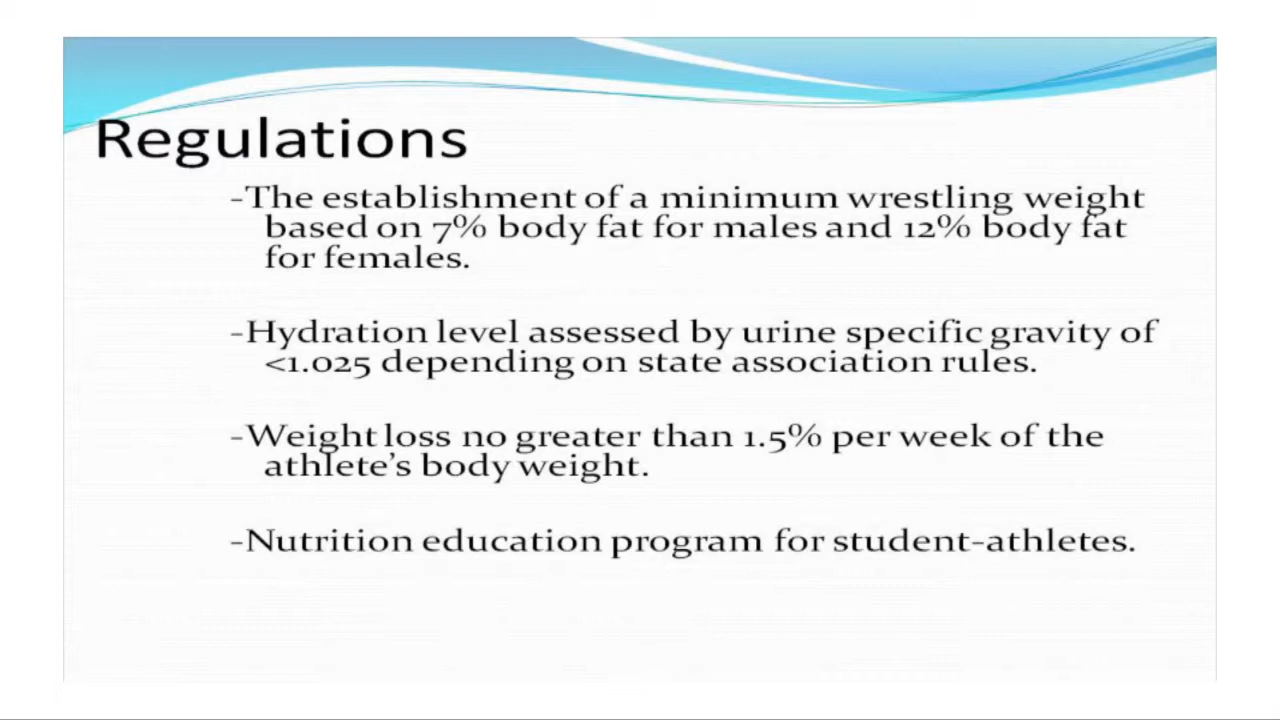 Regulations
-The establishment of a minimum wrestling weight
based on 7% body fat for males and 12% body fat
for females.
-Hydration level assessed by urine specific gravity of
<1.025 depending on state association rules.
-Weight loss no greater than 1.5% per week of the
athlete’s body weight.
-Nutrition education program for student-athletes.